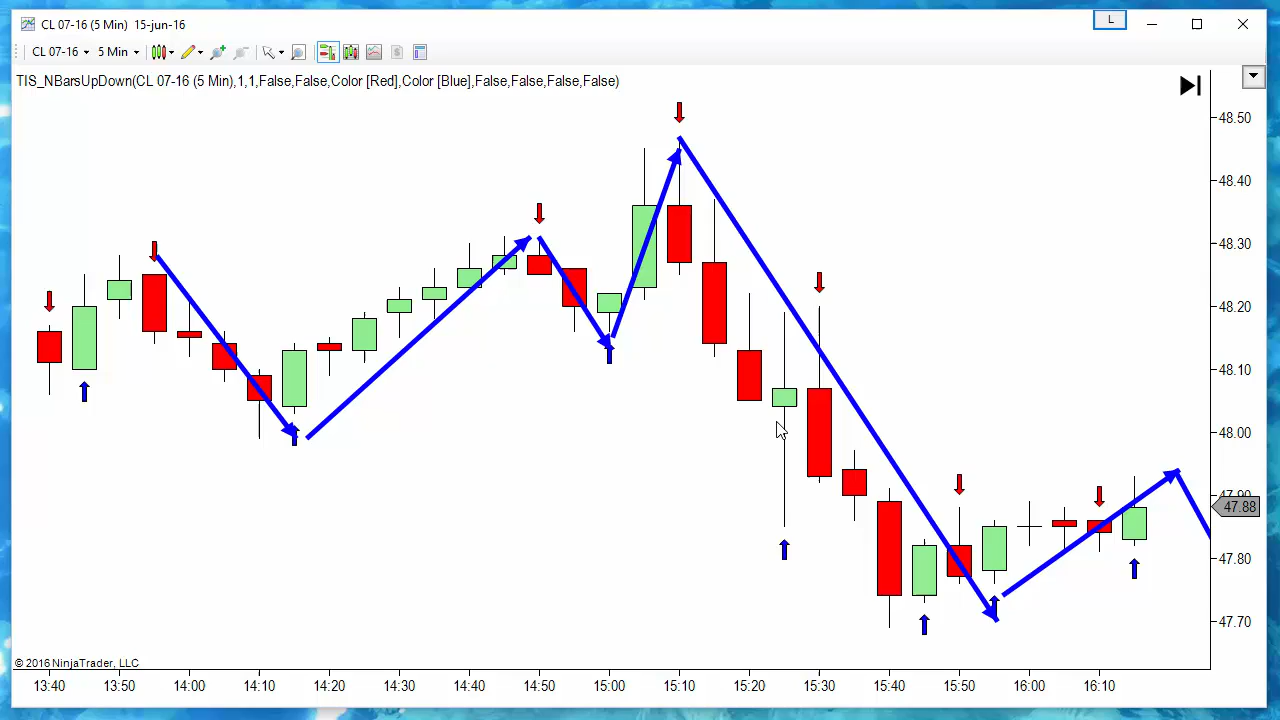 CL 07-16 (5 Min) 15-jun-16
L
CL 07-16 5 Min
TIS_NBarsUpDown(CL 07-16 (5 Min),1,1,False,False,Color [Red],Color [Blue],False,False,False,False)
48.50
48.40
48.30
48.20
48.10
48.00
47.90
47.88
47.80
47.70
© 2016 NinjaTrader, LLC
13:40 13:50 14:00 14:10 14:20 14:30 14:40 14:50 15:00 15:10 15:20 15:30 15:40 15:50 16:00 16:10